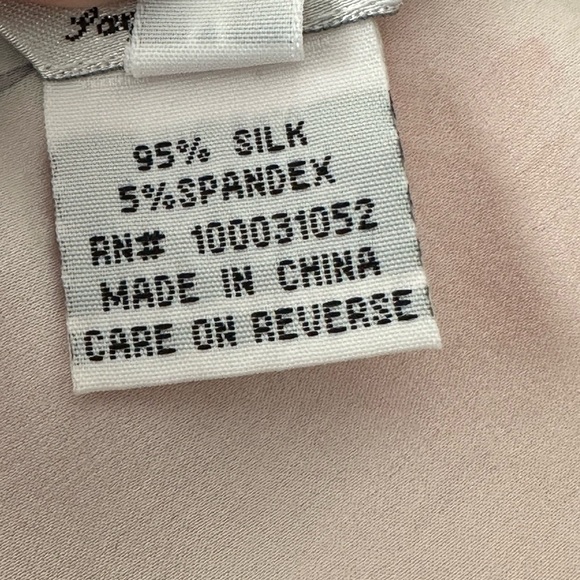 95% SILK
5%SPANDEX
RN# 100031052
MADE IN CHINA
CARE ON REVERSE